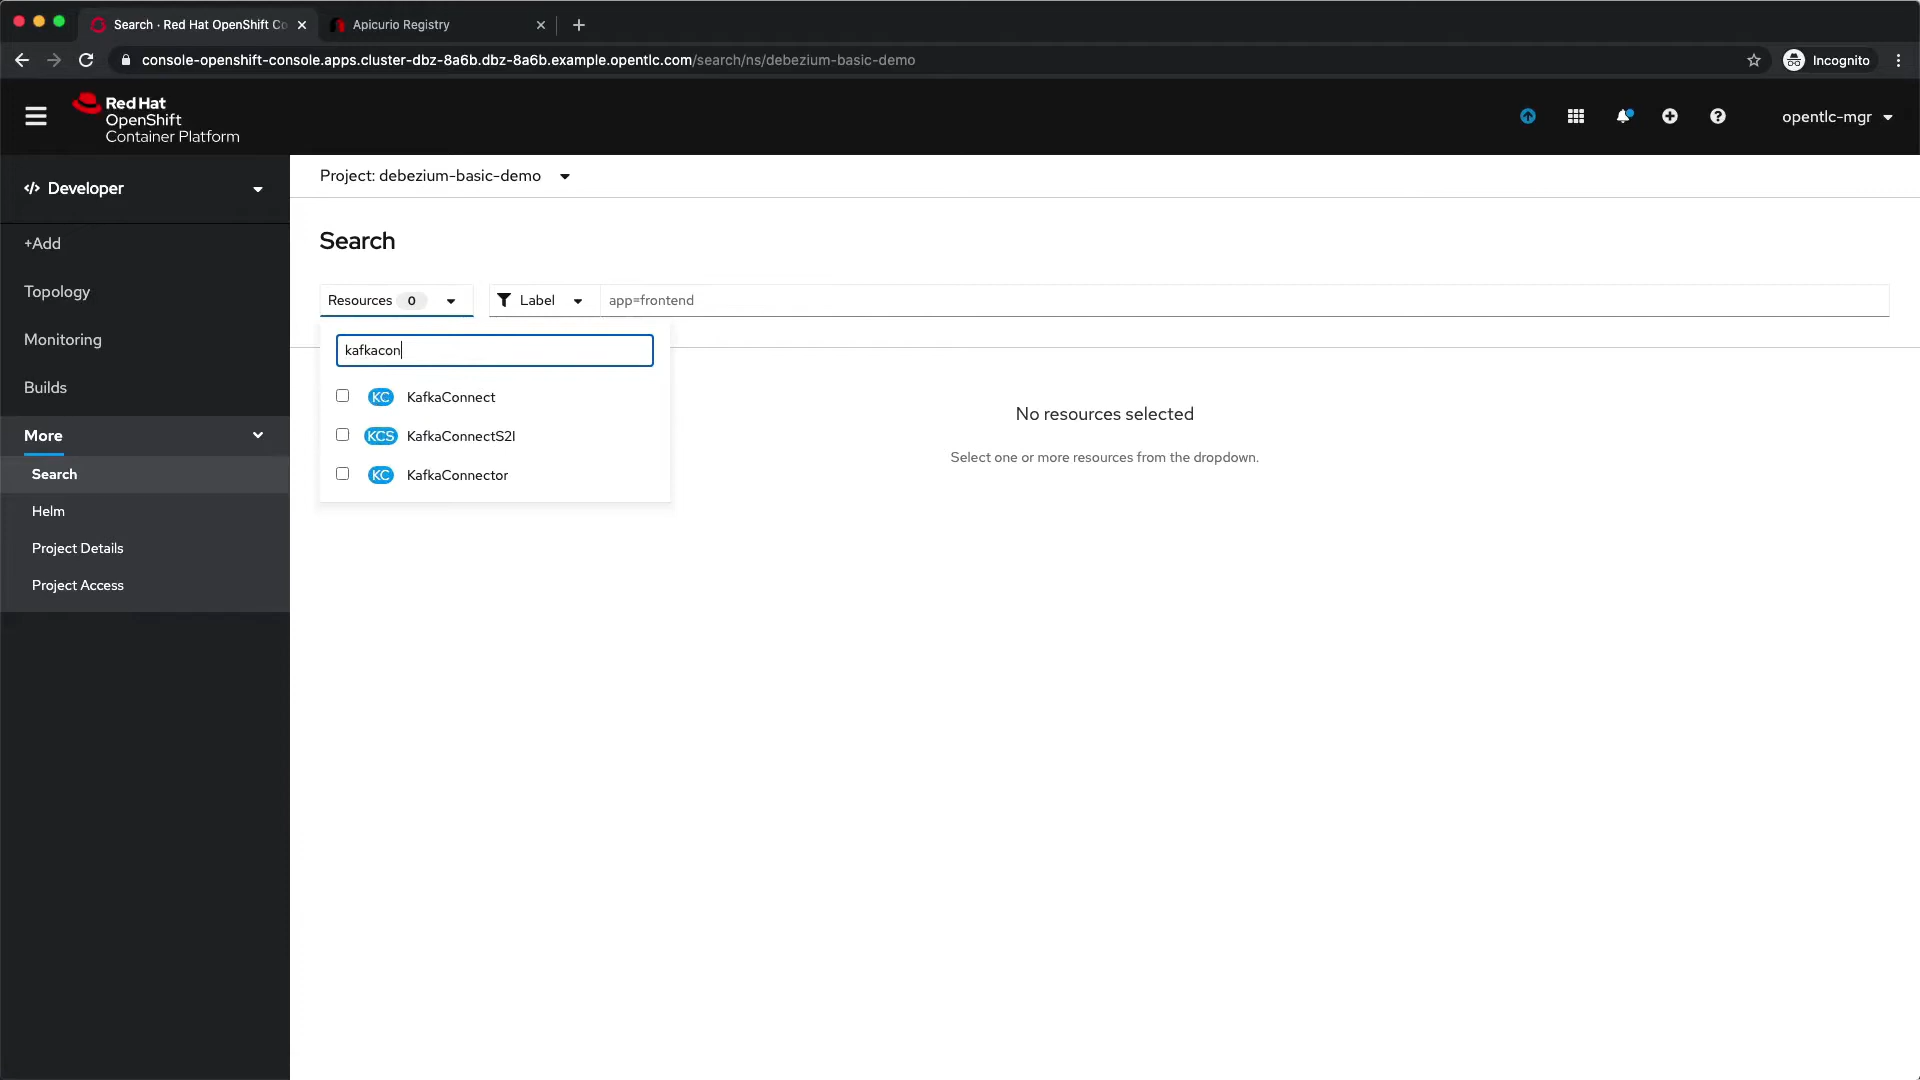 Search · Red Hat OpenShift Co
Apicurio Registry
console-openshift-console.apps.cluster-dbz-8a6b.dbz-8a6b.example.opentlc.com/search/ns/debezium-basic-demo
Incognito
Red Hat
OpenShift
Container Platform
opentlc-mgr
Developer
Project: debezium-basic-demo
+Add
Topology
Monitoring
Builds
More
Search
Helm
Project Details
Project Access
Search
Resources 0
Label
app=frontend
kafkacon
KC KafkaConnect
KCS KafkaConnectS2I
KC KafkaConnector
No resources selected
Select one or more resources from the dropdown.